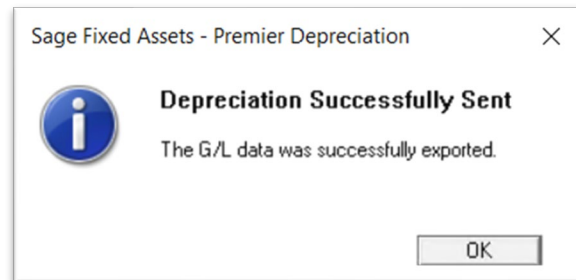 Sage Fixed Assets - Premier Depreciation
Depreciation Successfully Sent
The G/L data was successfully exported.
OK